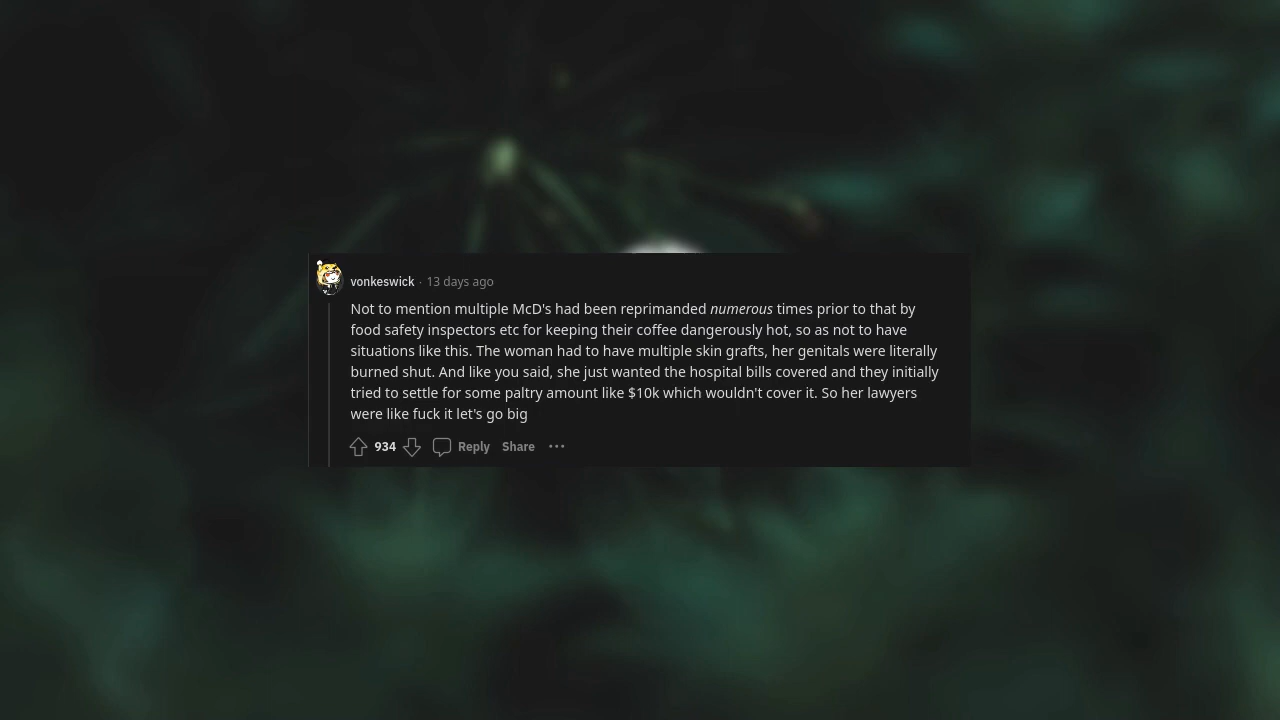 vonkeswick · 13 days ago
Not to mention multiple McD's had been reprimanded numerous times prior to that by
food safety inspectors etc for keeping their coffee dangerously hot, so as not to have
situations like this. The woman had to have multiple skin grafts, her genitals were literally
burned shut. And like you said, she just wanted the hospital bills covered and they initially
tried to settle for some paltry amount like $10k which wouldn't cover it. So her lawyers
were like fuck it let's go big
934 Reply Share ···